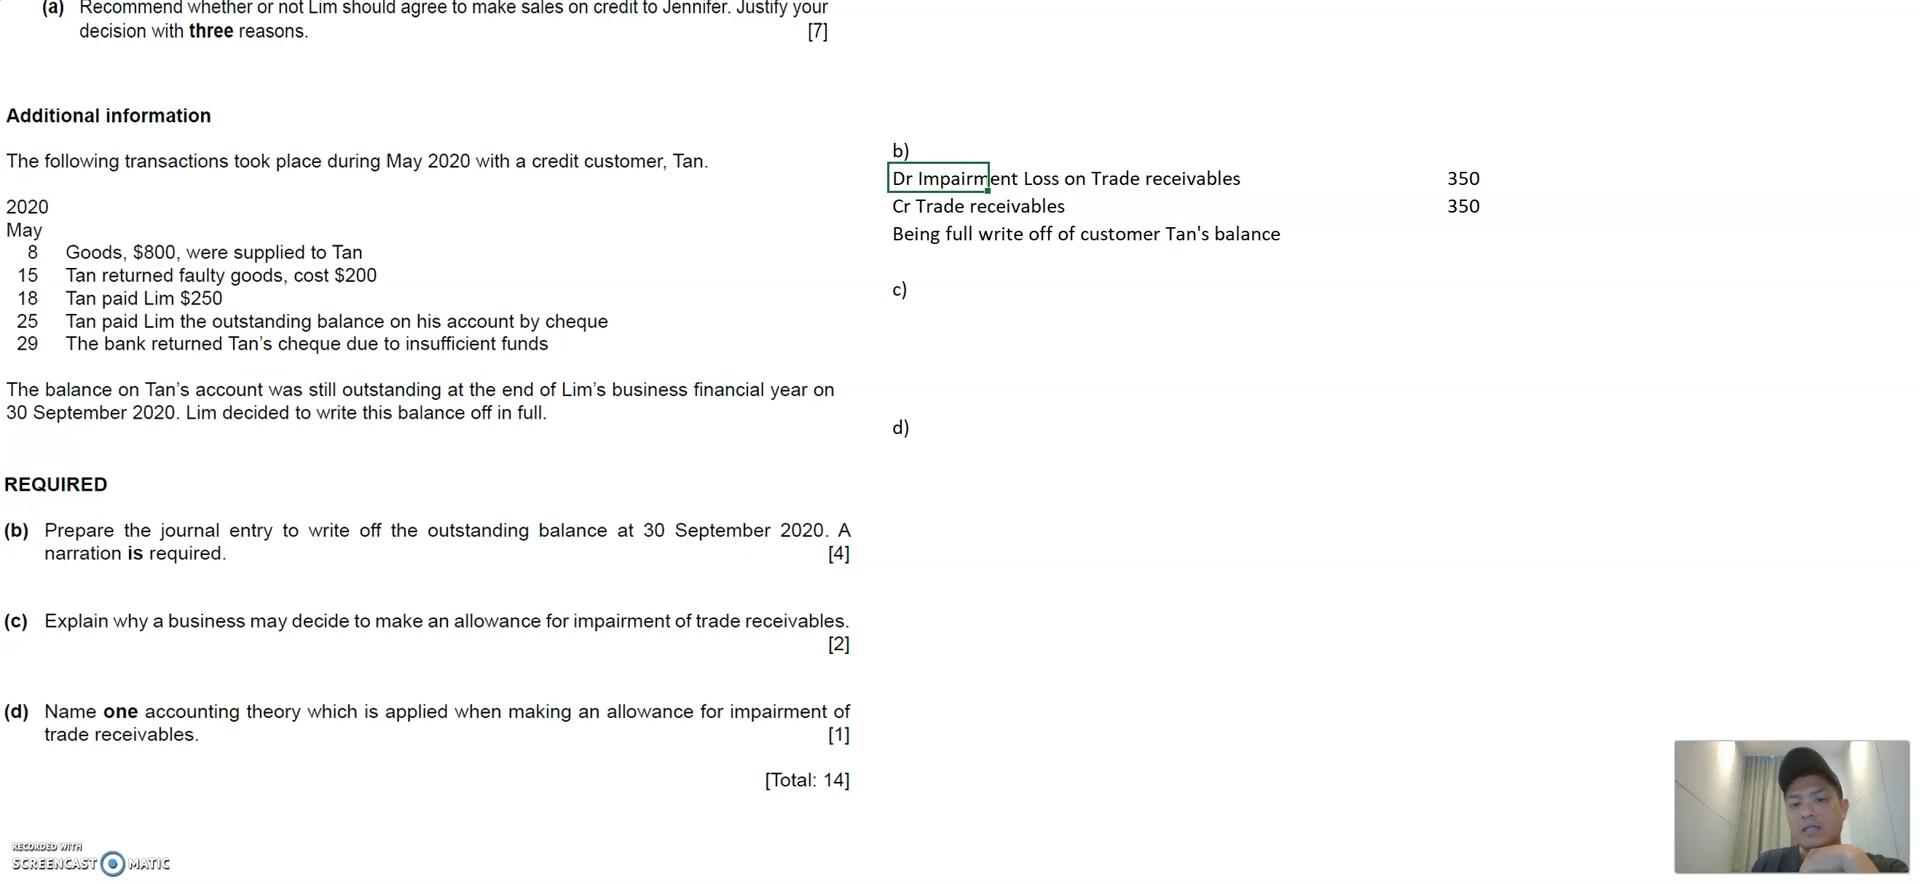 (a) Recommend whether or not Lim should agree to make sales on credit to Jennifer. Justify your
decision with three reasons. [7]
Additional information
The following transactions took place during May 2020 with a credit customer, Tan.
2020
May
8 Goods, $800, were supplied to Tan
15 Tan returned faulty goods, cost $200
18 Tan paid Lim $250
25 Tan paid Lim the outstanding balance on his account by cheque
29 The bank returned Tan's cheque due to insufficient funds
The balance on Tan's account was still outstanding at the end of Lim's business financial year on
30 September 2020. Lim decided to write this balance off in full.
REQUIRED
(b) Prepare the journal entry to write off the outstanding balance at 30 September 2020. A
narration is required. [4]
(c) Explain why a business may decide to make an allowance for impairment of trade receivables.
[2]
(d) Name one accounting theory which is applied when making an allowance for impairment of
trade receivables. [1]
[Total: 14]
b)
Dr Impairment Loss on Trade receivables 350
Cr Trade receivables 350
Being full write off of customer Tan's balance
c)
d)
RECORDED WITH
SCREENCAST MATIC